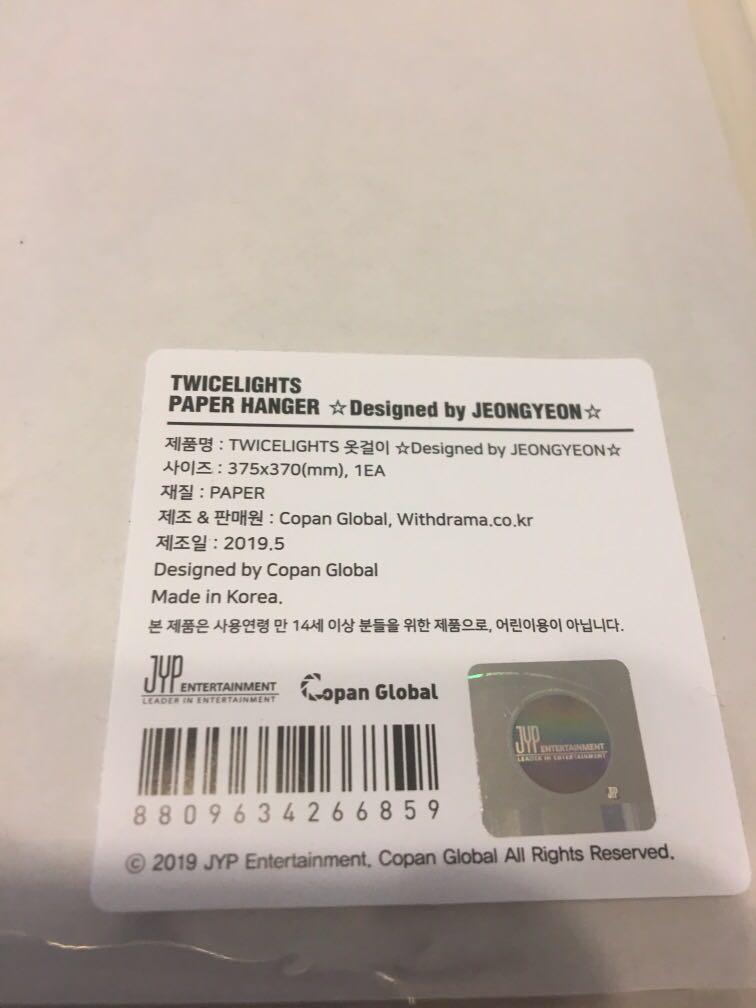 TWICELIGHTS
PAPER HANGER ☆Designed by JEONGYEON☆
제품명 : TWICELIGHTS 옷걸이 ☆Designed by JEONGYEON☆
사이즈 : 375x370(mm), 1EA
재질 : PAPER
제조 & 판매원 : Copan Global, Withdrama.co.kr
제조일 : 2019.5
Designed by Copan Global
Made in Korea.
본 제품은 사용연령 만 14세 이상 분들을 위한 제품으로, 어린이용이 아닙니다.
JYP ENTERTAINMENT
LEADER IN ENTERTAINMENT
Copan Global
JYP ENTERTAINMENT
LEADER IN ENTERTAINMENT
JYP
8809634266859
© 2019 JYP Entertainment, Copan Global All Rights Reserved.